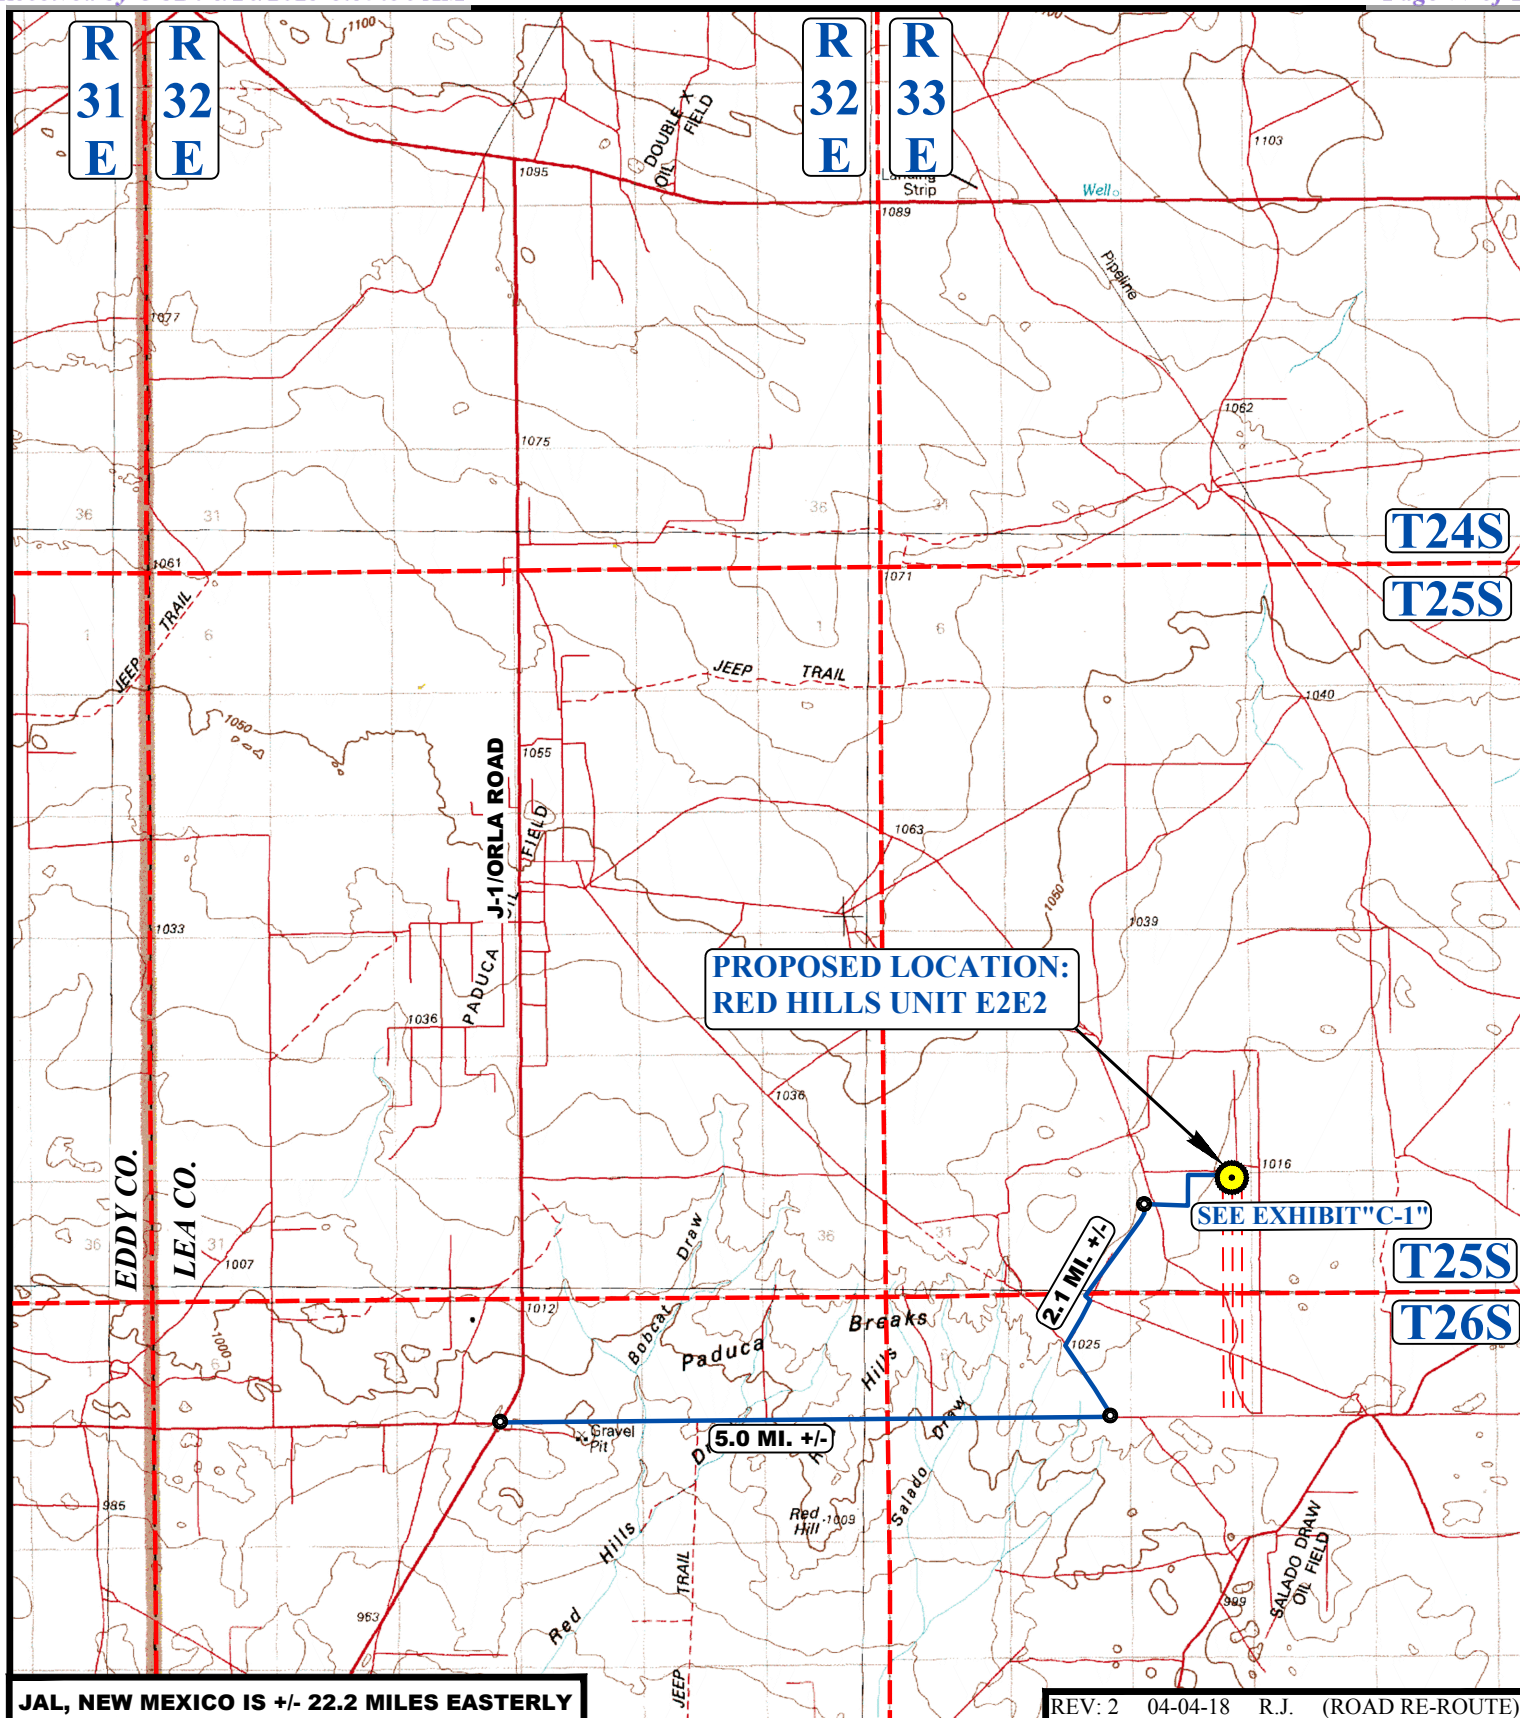 R
31
E
R
32
E
R
32
E
R
33
E
1100
DOUBLE X
OIL FIELD
1103
1095
Landing
Strip
Well
1089
Pipeline
1077
1062
1075
36
31
36
31
T24S
1061
1071
T25S
JEEP TRAIL
1
6
1
6
JEEP TRAIL
1040
1050
1055
J-1/ORLA ROAD
FIELD
1063
1050
1039
1033
PADUCA
1036
PROPOSED LOCATION:
RED HILLS UNIT E2E2
1036
1016
SEE EXHIBIT"C-1"
EDDY CO.
LEA CO.
36
31
1007
36
31
Draw
Bobcat
2.1 MI. +/-
T25S
T26S
1012
1000
1
6
Paduca
Breaks
Hills
1025
5.0 MI. +/-
Gravel
Pit
Draw
Salado
985
Red
Hill
1009
Hills
Red
TRAIL
JEEP
SALADO DRAW
OIL FIELD
963
999
JAL, NEW MEXICO IS +/- 22.2 MILES EASTERLY
REV: 2 04-04-18 R.J. (ROAD RE-ROUTE)